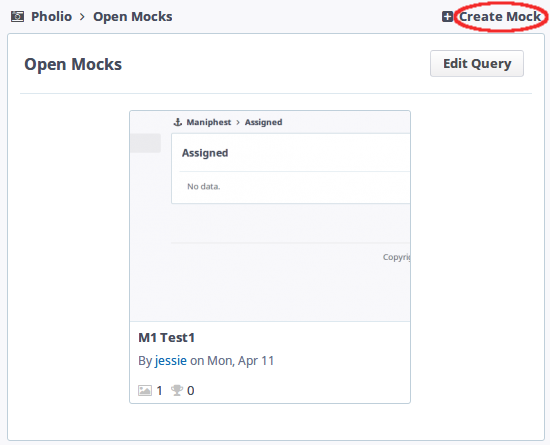 Pholio > Open Mocks
Create Mock
Open Mocks
Edit Query
Maniphest > Assigned
Assigned
No data.
Copyrig
M1 Test1
By jessie on Mon, Apr 11
1 0